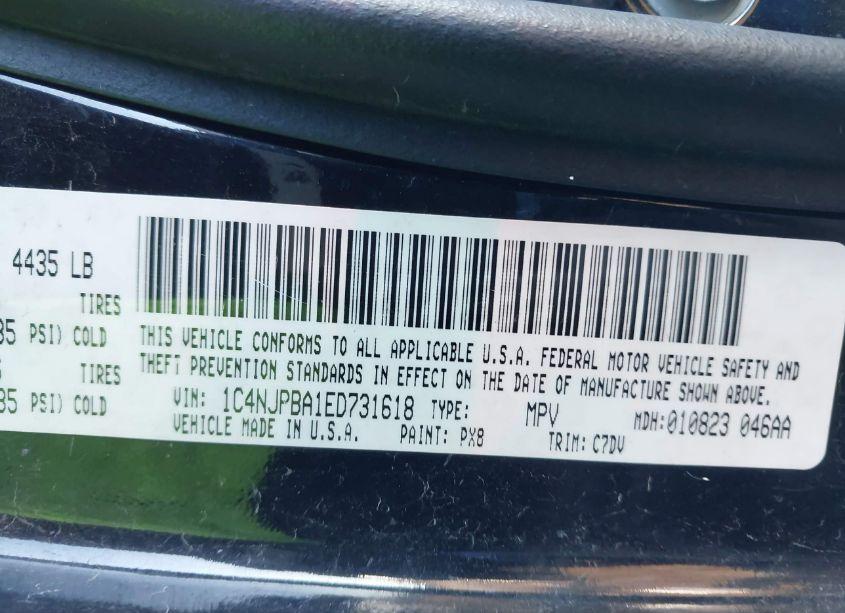 4435 LB
TIRES
35 PSI) COLD
TIRES
35 PSI) COLD
THIS VEHICLE CONFORMS TO ALL APPLICABLE U.S.A. FEDERAL MOTOR VEHICLE SAFETY AND
THEFT PREVENTION STANDARDS IN EFFECT ON THE DATE OF MANUFACTURE SHOWN ABOVE.
VIN: 1C4NJPBA1ED731618 TYPE: MPV MDH:010823 046AA
VEHICLE MADE IN U.S.A. PAINT: PX8 TRIM: C7DV